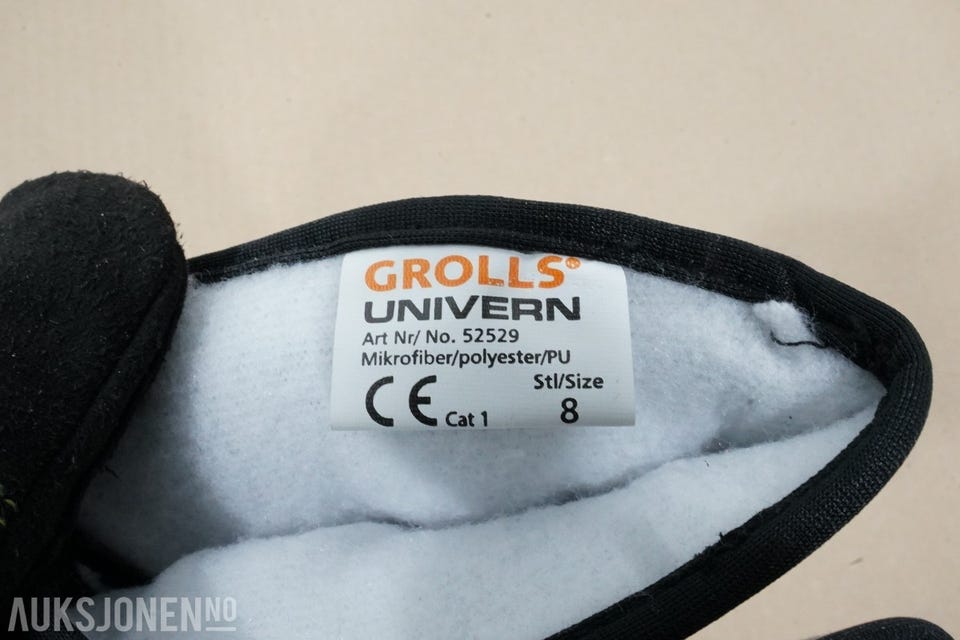 GROLLS®
UNIVERN
Art Nr/ No. 52529
Mikrofiber/polyester/PU
Stl/Size
CE Cat 1 8
AUKSJONEN.NO